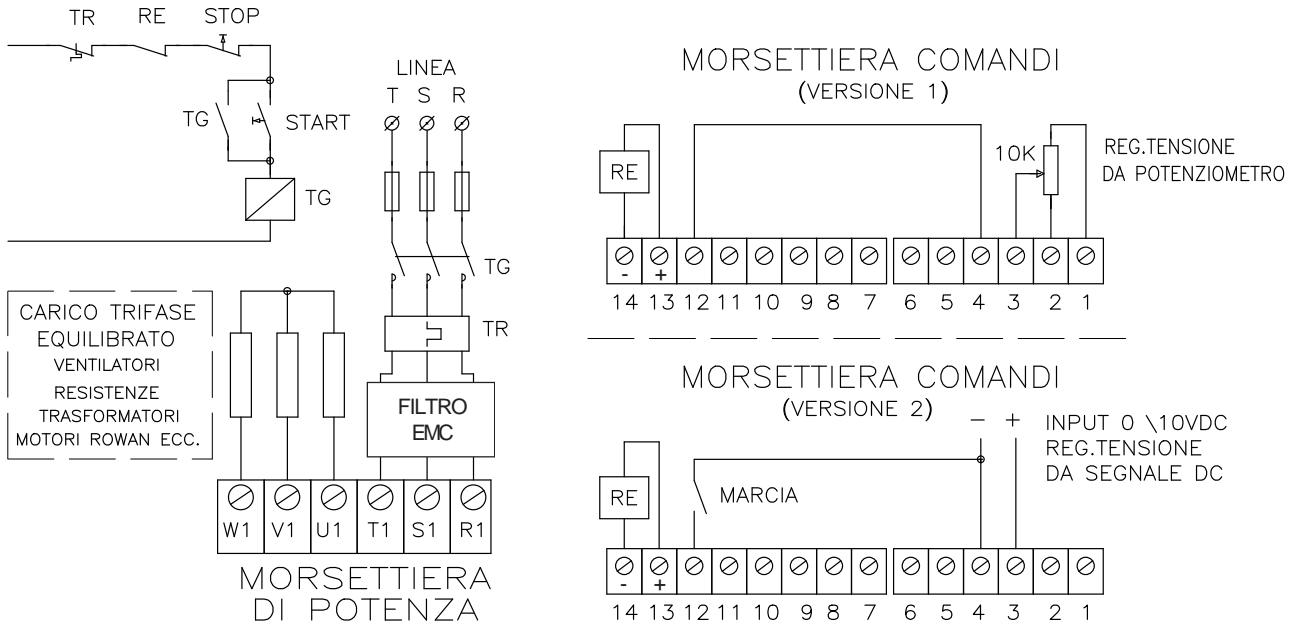 TR RE STOP
TG START
TG
LINEA
T S R
TG
TR
FILTRO
EMC
CARICO TRIFASE
EQUILIBRATO
VENTILATORI
RESISTENZE
TRASFORMATORI
MOTORI ROWAN ECC.
W1 V1 U1 T1 S1 R1
MORSETTIERA
DI POTENZA
MORSETTIERA COMANDI
(VERSIONE 1)
RE
10K
REG.TENSIONE
DA POTENZIOMETRO
- +
14 13 12 11 10 9 8 7 6 5 4 3 2 1
MORSETTIERA COMANDI
(VERSIONE 2)
- +
INPUT 0 \10VDC
REG.TENSIONE
DA SEGNALE DC
RE
MARCIA
- +
14 13 12 11 10 9 8 7 6 5 4 3 2 1